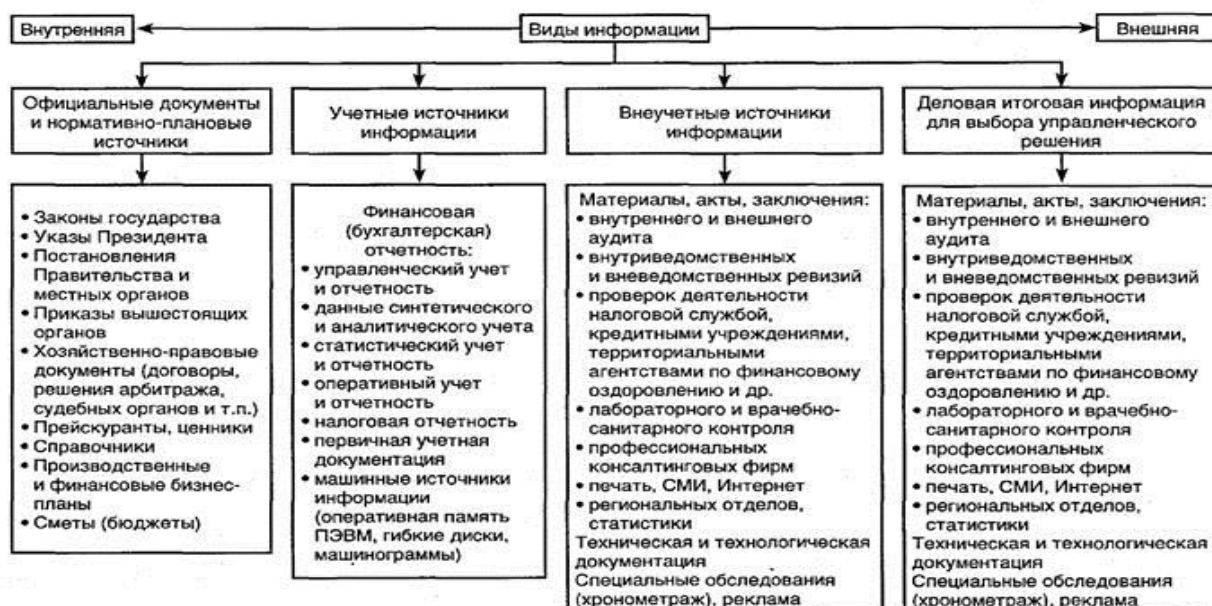 Внутренняя
Виды информации
Внешняя
Официальные документы
и нормативно-плановые
источники
Учетные источники
информации
Внеучетные источники
информации
Деловая итоговая информация
для выбора управленческого
решения
• Законы государства
• Указы Президента
• Постановления
Правительства и
местных органов
• Приказы вышестоящих
органов
• Хозяйственно-правовые
документы (договоры,
решения арбитража,
судебных органов и т.п.)
• Прейскуранты, ценники
• Справочники
• Производственные
и финансовые бизнес-
планы
• Сметы (бюджеты)
Финансовая
(бухгалтерская)
отчетность:
• управленческий учет
и отчетность
• данные синтетического
и аналитического учета
• статистический учет
и отчетность
• оперативный учет
и отчетность
• налоговая отчетность
• первичная учетная
документация
• машинные источники
информации
(оперативная память
ПЭВМ, гибкие диски,
машинограммы)
Материалы, акты, заключения:
• внутреннего и внешнего
аудита
• внутриведомственных
и вневедомственных ревизий
• проверок деятельности
налоговой службой,
кредитными учреждениями,
территориальными
агентствами по финансовому
оздоровлению и др.
• лабораторного и врачебно-
санитарного контроля
• профессиональных
консалтинговых фирм
• печать, СМИ, Интернет
• региональных отделов,
статистики
Техническая и технологическая
документация
Специальные обследования
(хронометраж), реклама
Материалы, акты, заключения:
• внутреннего и внешнего
аудита
• внутриведомственных
и вневедомственных ревизий
• проверок деятельности
налоговой службой,
кредитными учреждениями,
территориальными
агентствами по финансовому
оздоровлению и др.
• лабораторного и врачебно-
санитарного контроля
• профессиональных
консалтинговых фирм
• печать, СМИ, Интернет
• региональных отделов,
статистики
Техническая и технологическая
документация
Специальные обследования
(хронометраж), реклама